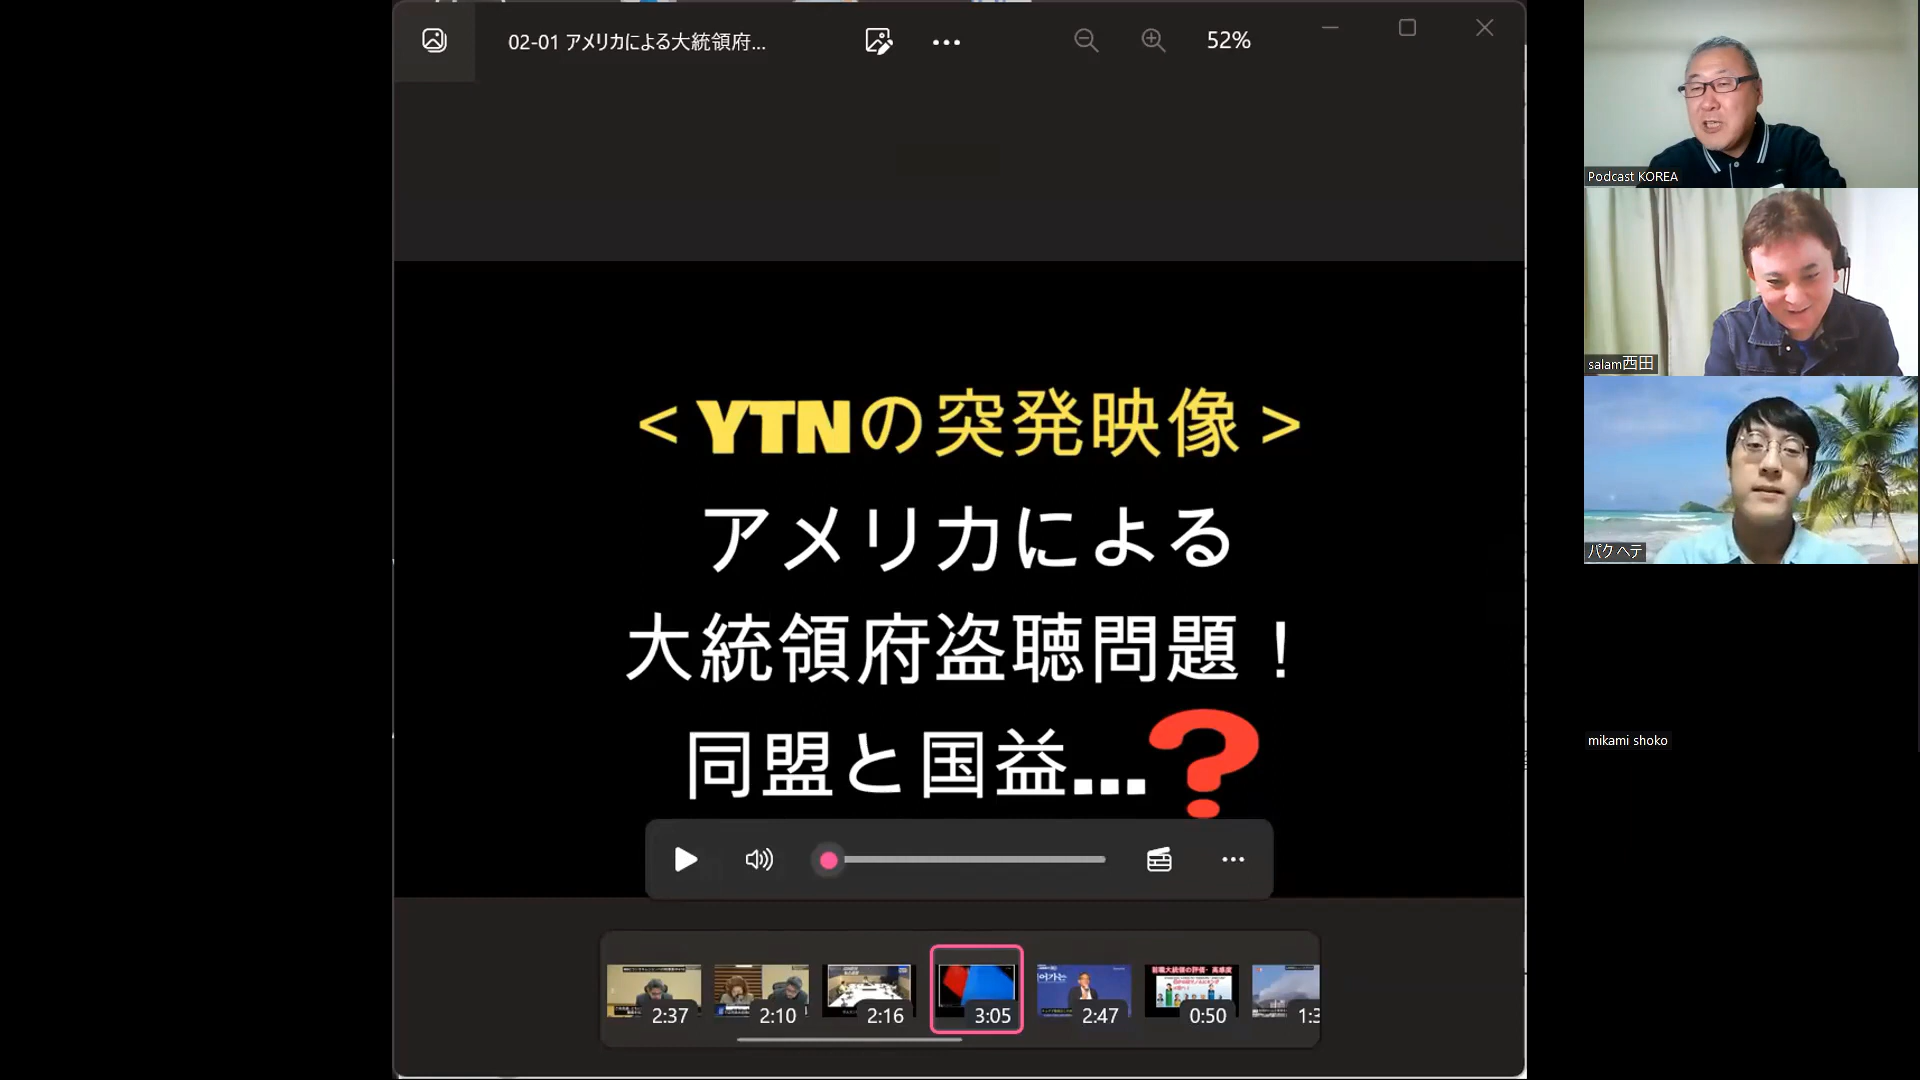 02-01 アメリカによる大統領府...
52%
＜YTNの突発映像＞
アメリカによる
大統領府盗聴問題！
同盟と国益...?
2:37
2:10
2:16
3:05
2:47
0:50
1:3
Podcast KOREA
salam西田
パク ヘテ
mikami shoko